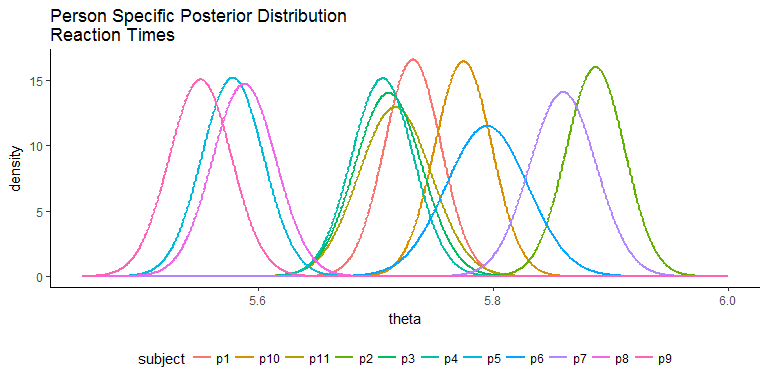 Person Specific Posterior Distribution
Reaction Times
15
10
5
0
density
5.6 5.8 6.0
theta
subject p1 p10 p11 p2 p3 p4 p5 p6 p7 p8 p9